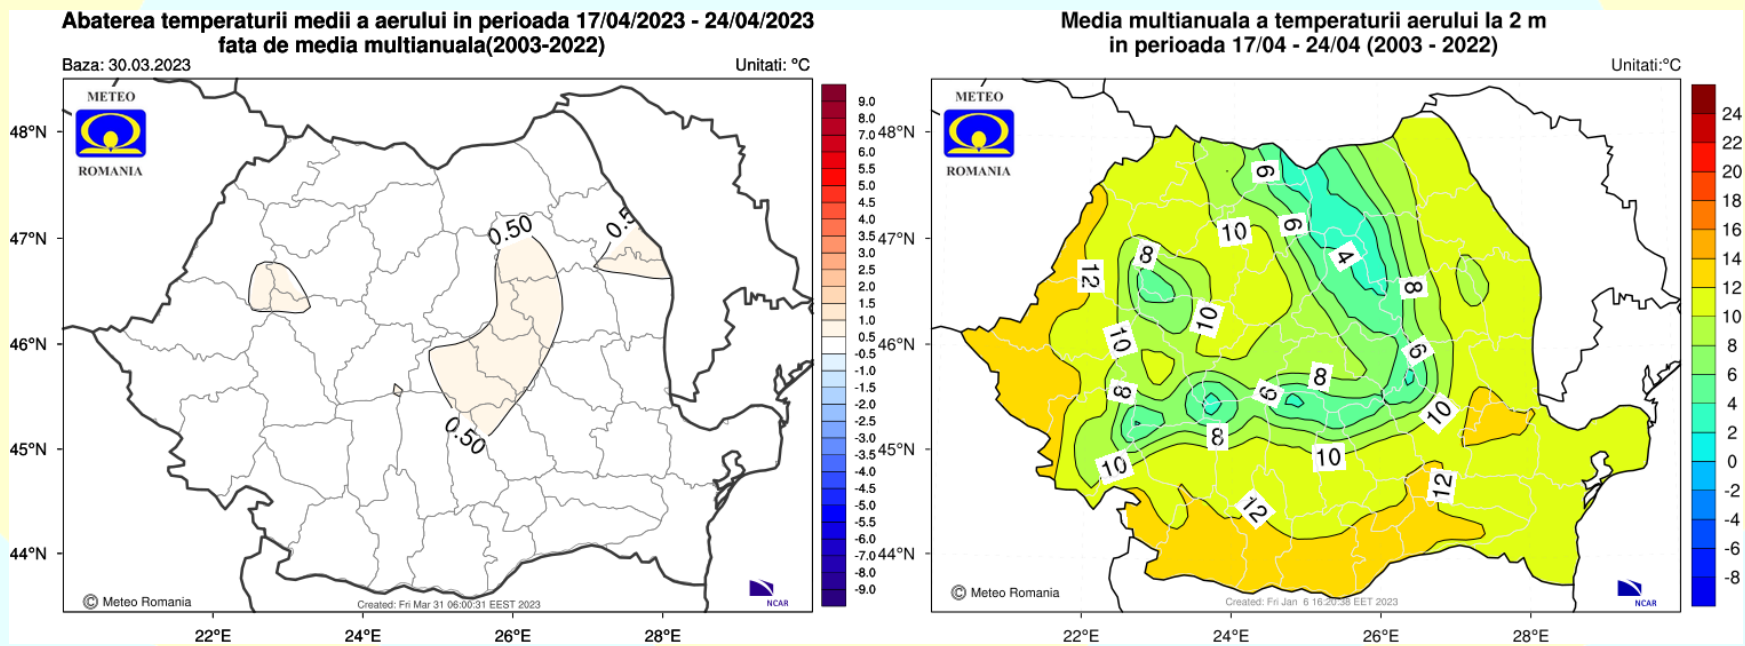 Abaterea temperaturii medii a aerului in perioada 17/04/2023 - 24/04/2023
fata de media multianuala(2003-2022)
Baza: 30.03.2023
Unitati: °C
METEO
ROMANIA
48°N
47°N
46°N
45°N
44°N
22°E
24°E
26°E
28°E
0.50
0.5
0.50
© Meteo Romania
Created: Fri Mar 31 06:00:31 EEST 2023
NCAR
9.0
8.0
7.0
6.0
5.5
5.0
4.5
4.0
3.5
3.0
2.5
2.0
1.5
1.0
0.5
-0.5
-1.0
-1.5
-2.0
-2.5
-3.0
-3.5
-4.0
-4.5
-5.0
-5.5
-6.0
-7.0
-8.0
-9.0
Media multianuala a temperaturii aerului la 2 m
in perioada 17/04 - 24/04 (2003 - 2022)
Unitati:°C
METEO
ROMANIA
48°N
47°N
46°N
45°N
44°N
22°E
24°E
26°E
28°E
6
6
10
8
4
12
8
10
10
6
8
8
6
10
8
10
10
12
12
© Meteo Romania
Created: Fri Jan 6 16:20:38 EET 2023
NCAR
24
22
20
18
16
14
12
10
8
6
4
2
0
-2
-4
-6
-8